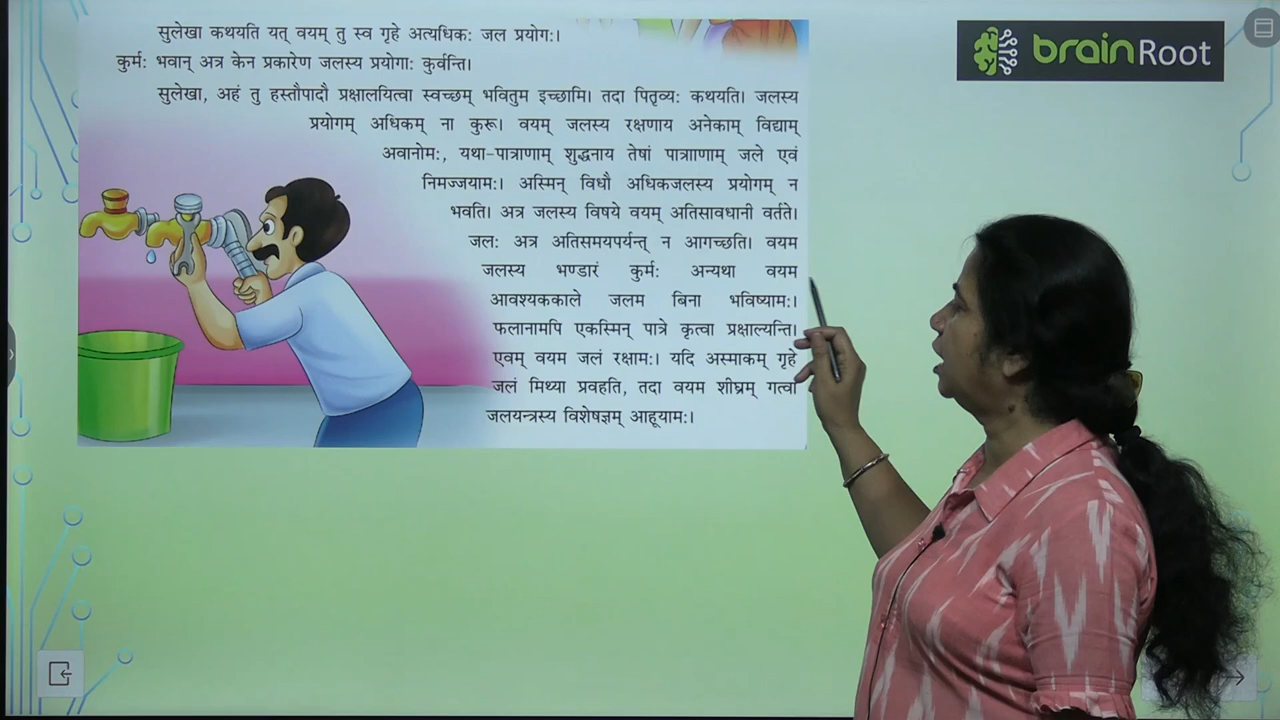 सुलेखा कथयति यत् वयम् तु स्व गृहे अत्यधिक: जल प्रयोग:।
कुर्म: भवान् अत्र केन प्रकारेण जलस्य प्रयोगा: कुर्वन्ति।
सुलेखा, अहं तु हस्तौपादौ प्रक्षालयित्वा स्वच्छम् भवितुम इच्छामि। तदा पितृव्य: कथयति। जलस्य
प्रयोगम् अधिकम् ना कुरू। वयम् जलस्य रक्षणाय अनेकाम् विद्याम्
अवानोम:, यथा-पात्राणाम् शुद्धनाय तेषां पात्रााणाम् जले एवं
निमज्जयाम:। अस्मिन् विधौ अधिकजलस्य प्रयोगम् न
भवति। अत्र जलस्य विषये वयम् अतिसावधानी वर्तते।
जल: अत्र अतिसमयपर्यन्त् न आगच्छति। वयम
जलस्य भण्डारं कुर्म: अन्यथा वयम
आवश्यककाले जलम बिना भविष्याम:।
फलानामपि एकस्मिन् पात्रे कृत्वा प्रक्षाल्यन्ति।
एवम् वयम जलं रक्षाम:। यदि अस्माकम् गृहे
जलं मिथ्या प्रवहति, तदा वयम शीघ्रम् गत्वा
जलयन्त्रस्य विशेषज्ञम् आहूयाम:।
brainRoot